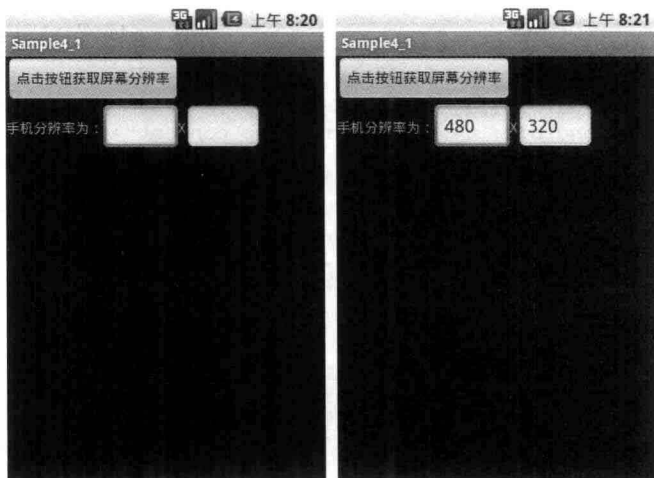 3G 上午 8:20
Sample4_1
点击按钮获取屏幕分辨率
手机分辨率为： X
3G 上午 8:21
Sample4_1
点击按钮获取屏幕分辨率
手机分辨率为： 480 X 320